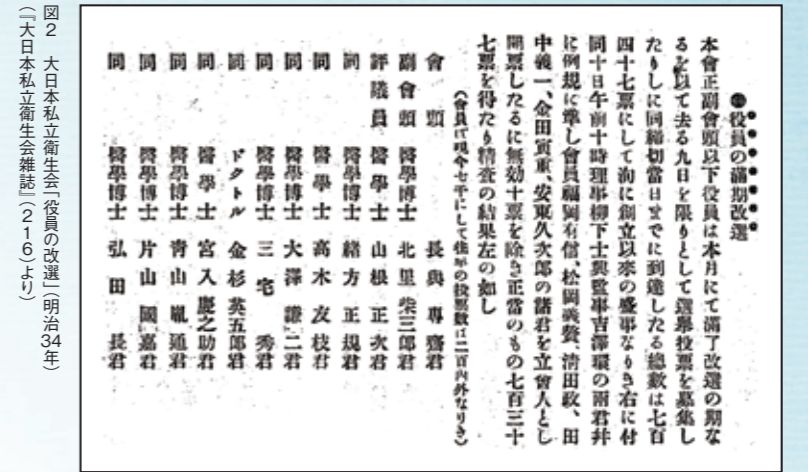 ●役員の滿期改選
本會正副會頭以下役員は本月にて滿了改選の期な
るを以て去る九日を限りとして選擧投票を募集し
たりしに同締切當日までに到達したる總數は七百
四十七票にして洵に創立以來の盛事なりき右に付
同十日午前十時理事柳下士興監事吉澤環の兩君幷
に例規に準し會員福岡有信、松岡義賢、淸田政、田
中義一、金田寅重、安東久次郞の諸君を立會人とし
開票したるに無効十票を除き正當のもの七百三十
七票を得たり精査の結果左の如し
(會員は現今七千にして後の投票數は二百內外なりき)
會頭 長與專齋君
副會頭 醫學博士 北里柴三郞君
評議員 醫學士 山根正次君
同 醫學博士 緖方正規君
同 醫學士 高木友枝君
同 醫學博士 大澤謙二君
同 醫學博士 三宅秀君
同 ドクトル 金杉英五郞君
同 醫學士 宮入慶之助君
同 醫學博士 靑山胤通君
同 醫學博士 片山國嘉君
同 醫學博士 弘田長君
図2 大日本私立衛生会「役員の改選」(明治34年)
(『大日本私立衛生会雑誌』(216)より)